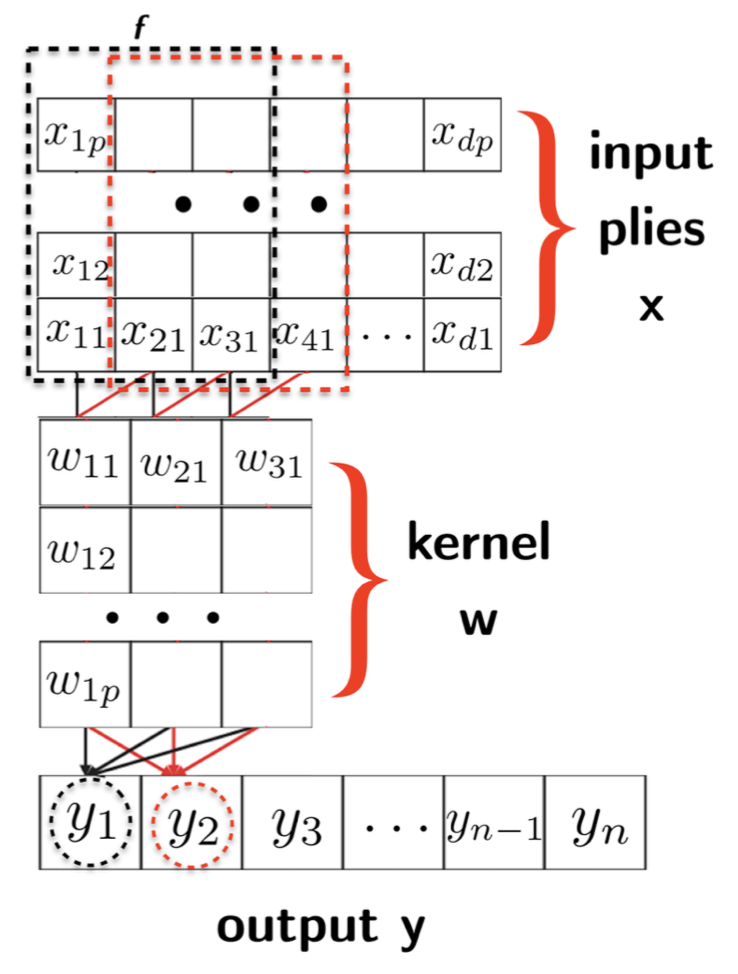 f
x_{1p} x_{dp}
input
plies
x
• • •
x_{12} x_{d2}
x_{11} x_{21} x_{31} x_{41} ··· x_{d1}
w_{11} w_{21} w_{31}
w_{12}
• • •
w_{1p}
kernel
w
y_1 y_2 y_3 ··· y_{n-1} y_n
output y